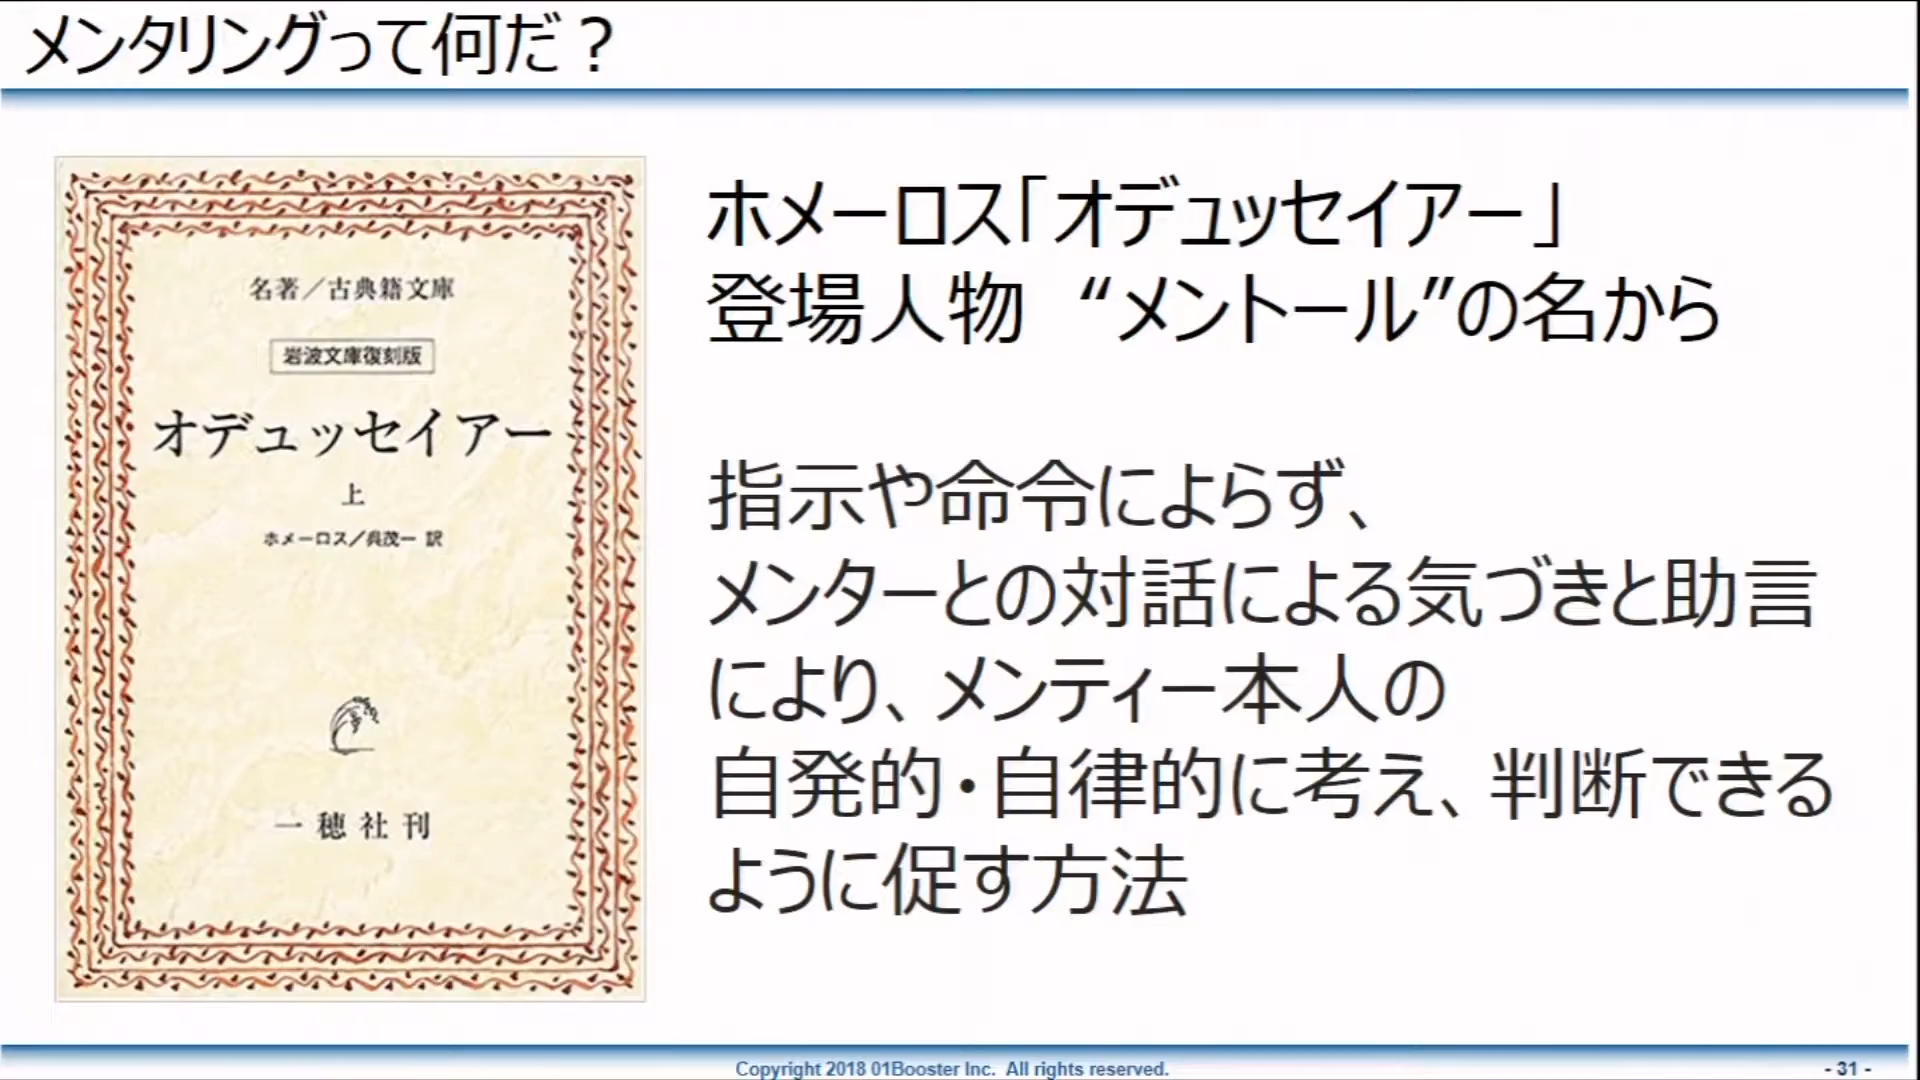 メンタリングって何だ？
名著／古典籍文庫
岩波文庫復刻版
オデュッセイアー
上
ホメーロス／呉茂一 訳
一穂社刊
ホメーロス「オデュッセイアー」
登場人物 “メントール”の名から
指示や命令によらず、
メンターとの対話による気づきと助言
により、メンティー本人の
自発的・自律的に考え、判断できる
ように促す方法
Copyright 2018 01Booster Inc. All rights reserved.
- 31 -